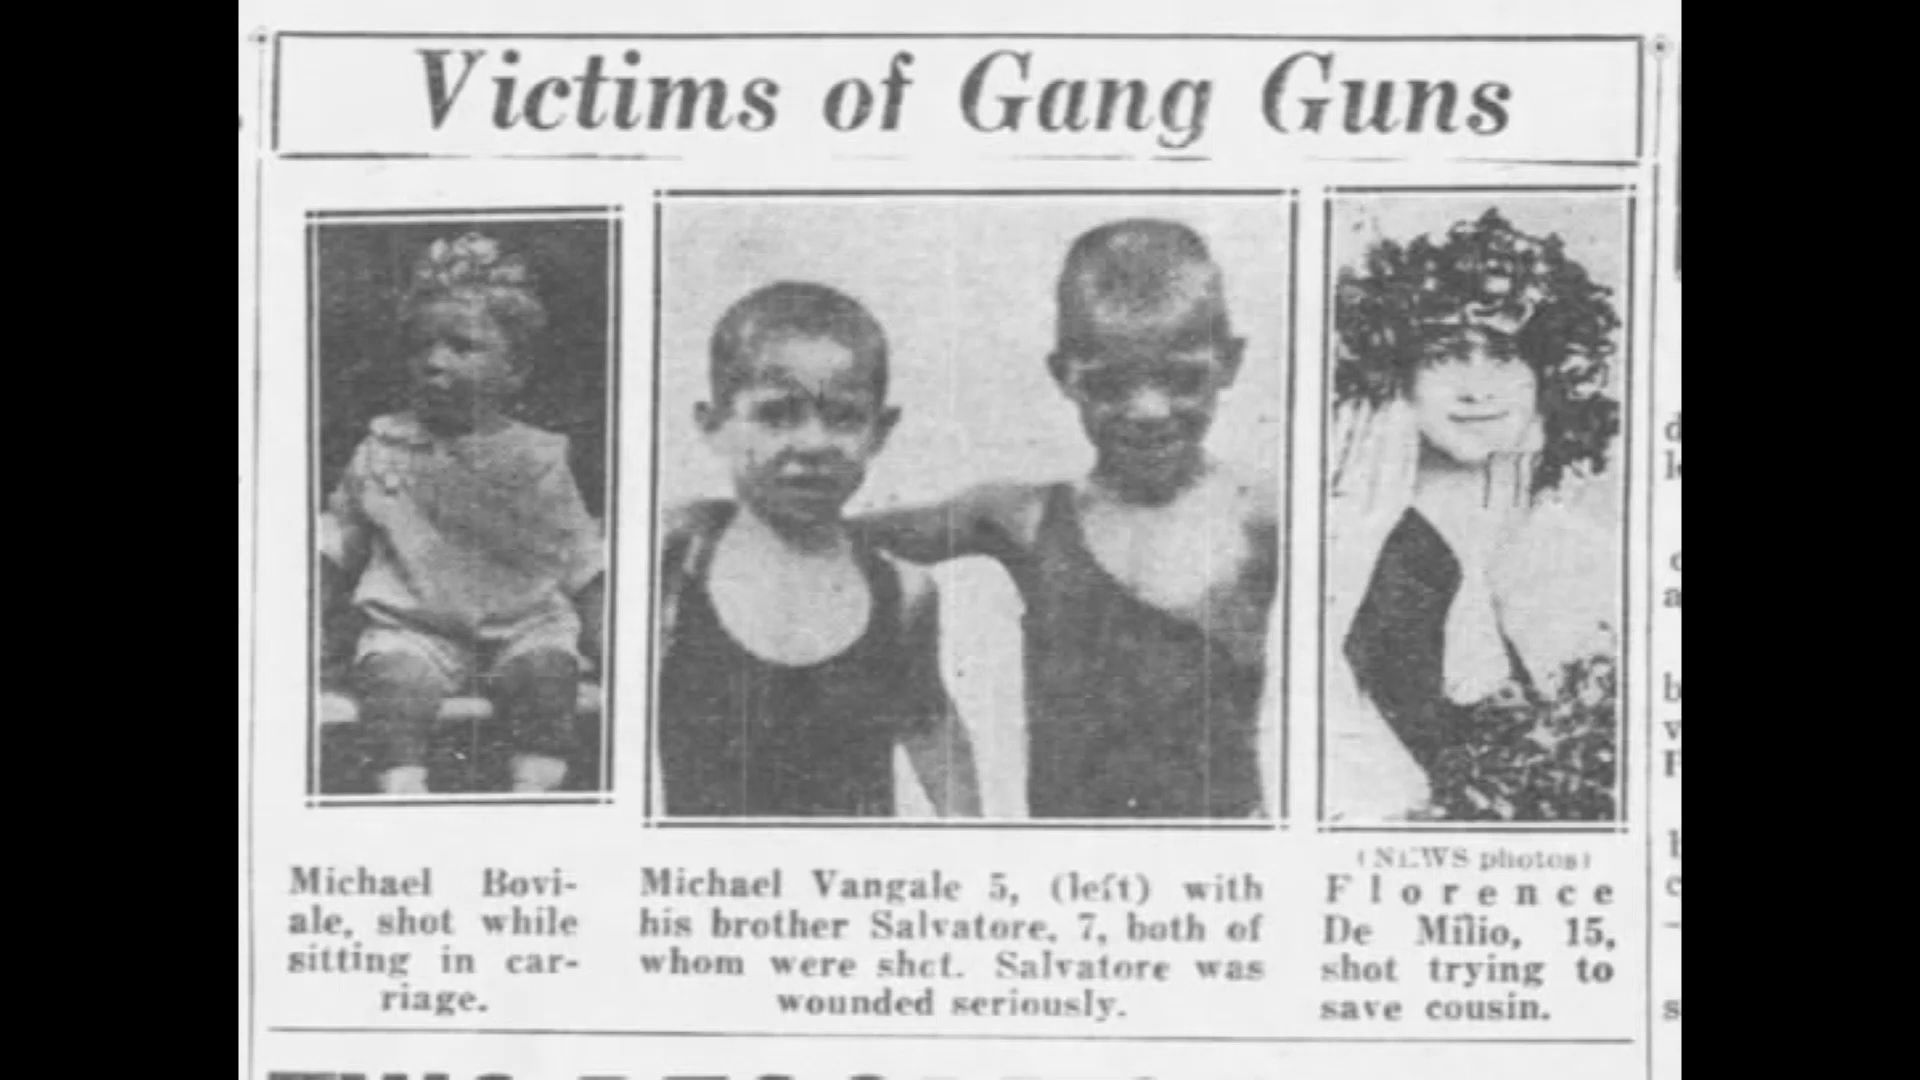 Victims of Gang Guns
Michael Bovi-
ale, shot while
sitting in car-
riage.
Michael Vangale 5, (left) with
his brother Salvatore, 7, both of
whom were shct. Salvatore was
wounded seriously.
(NEWS photos)
Florence
De Milio, 15,
shot trying to
save cousin.